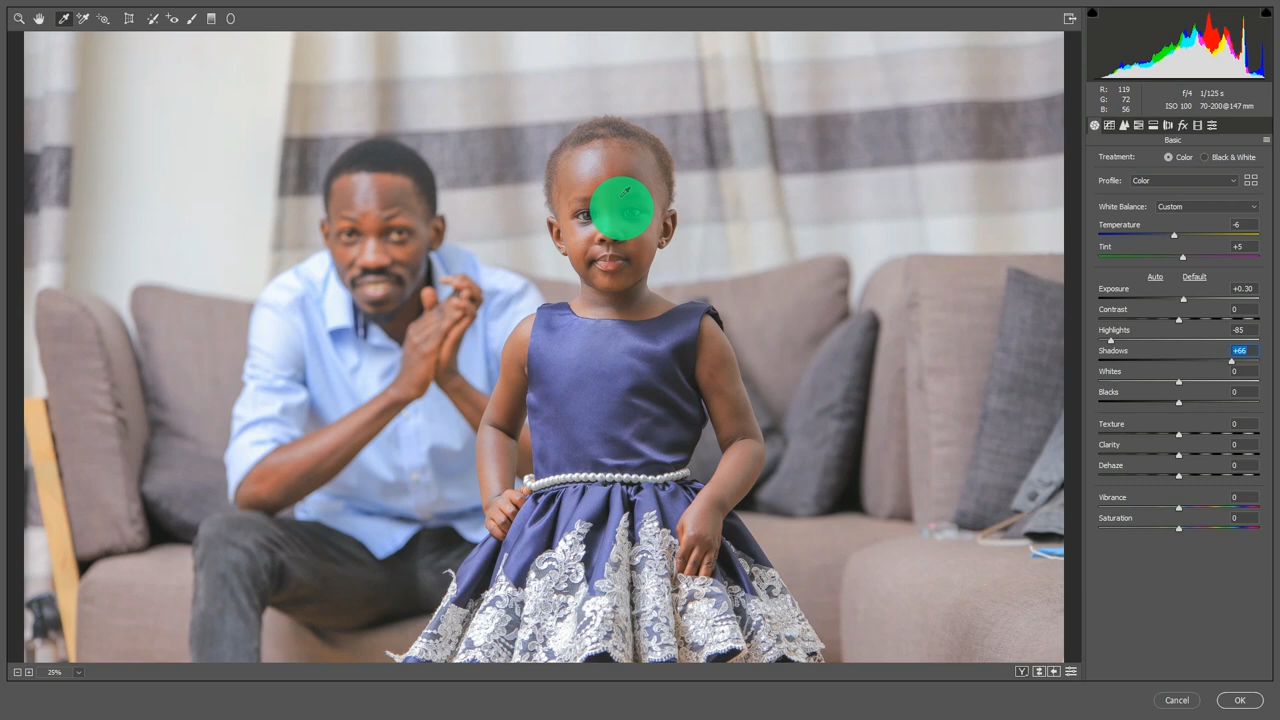 R: 119
G: 72
B: 56
f/4 1/125 s
ISO 100 70-200@147 mm
Basic
Treatment: Color Black & White
Profile: Color
White Balance: Custom
Temperature -6
Tint +5
Auto Default
Exposure +0.30
Contrast 0
Highlights -85
Shadows +66
Whites 0
Blacks 0
Texture 0
Clarity 0
Dehaze 0
Vibrance 0
Saturation 0
fx
25%
Y
Cancel OK